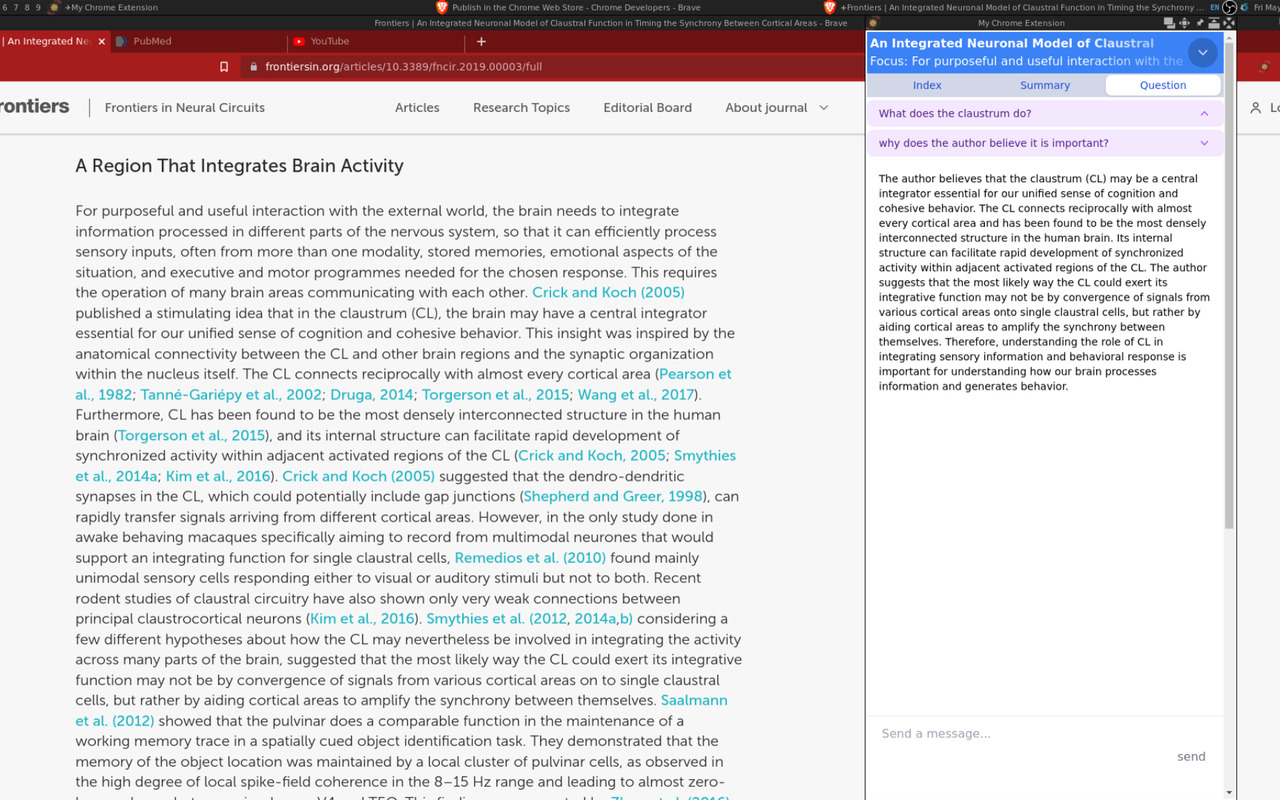 6 7 8 9 ✈My Chrome Extension
Publish in the Chrome Web Store - Chrome Developers - Brave
✈Frontiers | An Integrated Neuronal Model of Claustral Function in Timing the Synchrony ...
EN
Fri May
Frontiers | An Integrated Neuronal Model of Claustral Function in Timing the Synchrony Between Cortical Areas - Brave
My Chrome Extension
| An Integrated Ne
PubMed
YouTube
frontiersin.org/articles/10.3389/fncir.2019.00003/full
rontiers
Frontiers in Neural Circuits
Articles
Research Topics
Editorial Board
About journal
Lo
A Region That Integrates Brain Activity
For purposeful and useful interaction with the external world, the brain needs to integrate
information processed in different parts of the nervous system, so that it can efficiently process
sensory inputs, often from more than one modality, stored memories, emotional aspects of the
situation, and executive and motor programmes needed for the chosen response. This requires
the operation of many brain areas communicating with each other. Crick and Koch (2005)
published a stimulating idea that in the claustrum (CL), the brain may have a central integrator
essential for our unified sense of cognition and cohesive behavior. This insight was inspired by the
anatomical connectivity between the CL and other brain regions and the synaptic organization
within the nucleus itself. The CL connects reciprocally with almost every cortical area (Pearson et
al., 1982; Tanné-Gariépy et al., 2002; Druga, 2014; Torgerson et al., 2015; Wang et al., 2017).
Furthermore, CL has been found to be the most densely interconnected structure in the human
brain (Torgerson et al., 2015), and its internal structure can facilitate rapid development of
synchronized activity within adjacent activated regions of the CL (Crick and Koch, 2005; Smythies
et al., 2014a; Kim et al., 2016). Crick and Koch (2005) suggested that the dendro-dendritic
synapses in the CL, which could potentially include gap junctions (Shepherd and Greer, 1998), can
rapidly transfer signals arriving from different cortical areas. However, in the only study done in
awake behaving macaques specifically aiming to record from multimodal neurones that would
support an integrating function for single claustral cells, Remedios et al. (2010) found mainly
unimodal sensory cells responding either to visual or auditory stimuli but not to both. Recent
rodent studies of claustral circuitry have also shown only very weak connections between
principal claustrocortical neurons (Kim et al., 2016). Smythies et al. (2012, 2014a,b) considering a
few different hypotheses about how the CL may nevertheless be involved in integrating the activity
across many parts of the brain, suggested that the most likely way the CL could exert its integrative
function may not be by convergence of signals from various cortical areas on to single claustral
cells, but rather by aiding cortical areas to amplify the synchrony between themselves. Saalmann
et al. (2012) showed that the pulvinar does a comparable function in the maintenance of a
working memory trace in a spatially cued object identification task. They demonstrated that the
memory of the object location was maintained by a local cluster of pulvinar cells, as observed in
the high degree of local spike-field coherence in the 8–15 Hz range and leading to almost zero-
An Integrated Neuronal Model of Claustral
Focus: For purposeful and useful interaction with the
Index
Summary
Question
What does the claustrum do?
why does the author believe it is important?
The author believes that the claustrum (CL) may be a central
integrator essential for our unified sense of cognition and
cohesive behavior. The CL connects reciprocally with almost
every cortical area and has been found to be the most densely
interconnected structure in the human brain. Its internal
structure can facilitate rapid development of synchronized
activity within adjacent activated regions of the CL. The author
suggests that the most likely way the CL could exert its
integrative function may not be by convergence of signals from
various cortical areas onto single claustral cells, but rather by
aiding cortical areas to amplify the synchrony between
themselves. Therefore, understanding the role of CL in
integrating sensory information and behavioral response is
important for understanding how our brain processes
information and generates behavior.
Send a message...
send